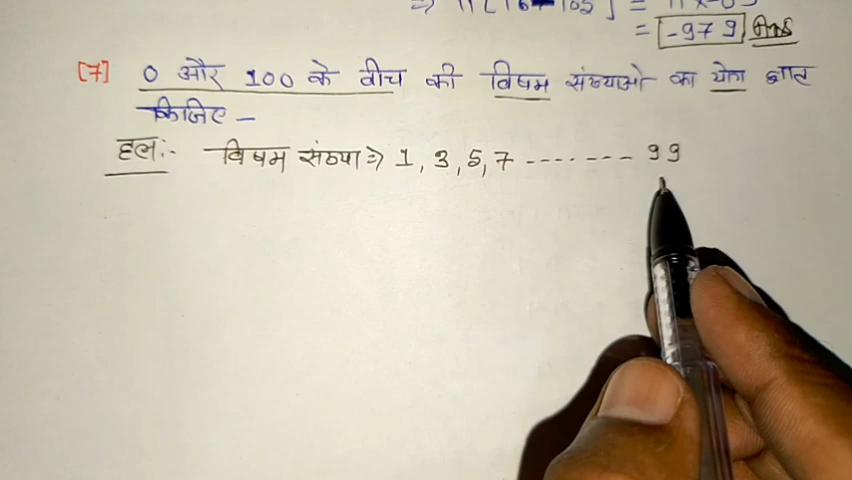 = -979 Ans
[7] 0 और 100 के बीच की विषम संख्याओ का योग ज्ञात
किजिए -
हल:- विषम संख्या ⇒ 1, 3, 5, 7 ------- 99